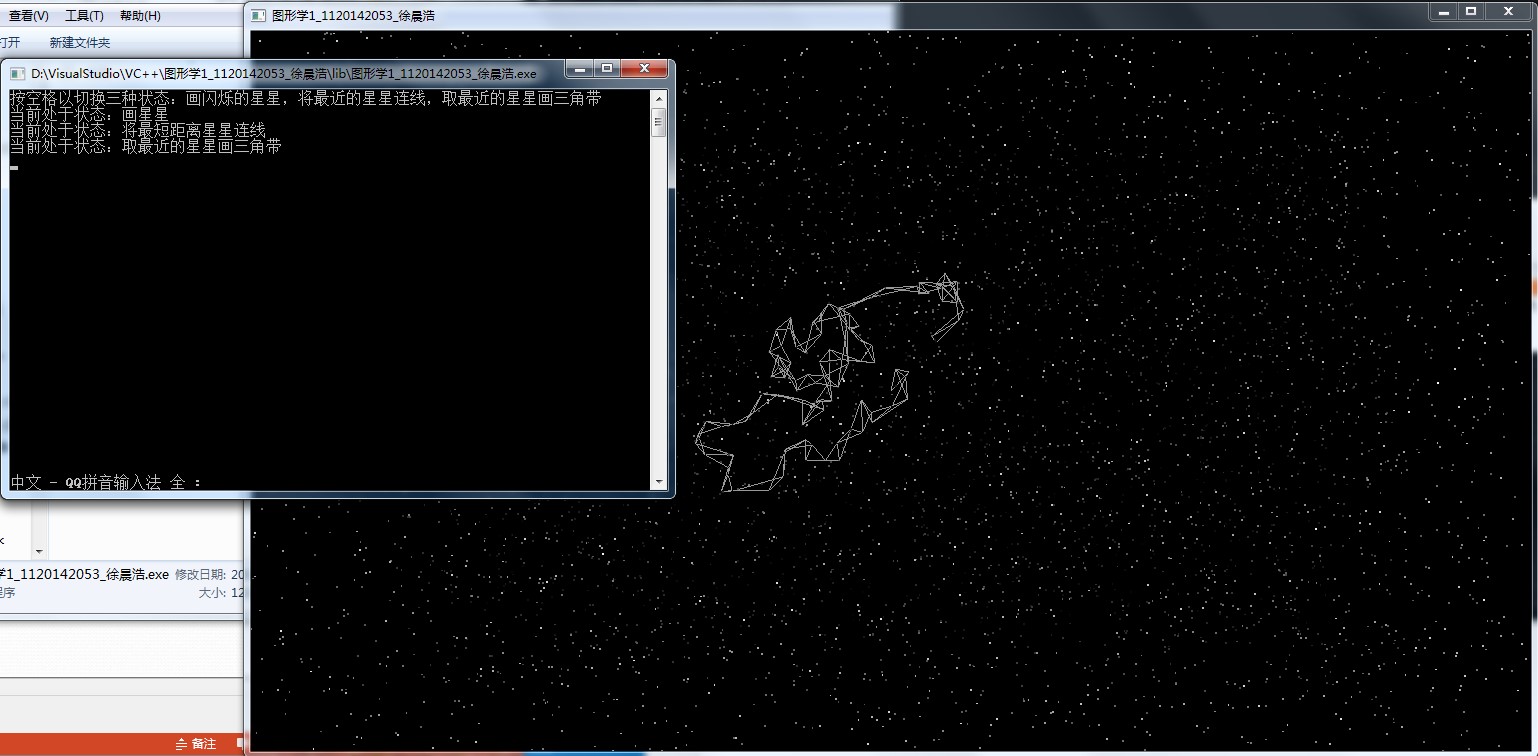 查看(V) 工具(T) 帮助(H)
打开 新建文件夹
图形学1_1120142053_徐晨浩
D:\VisualStudio\VC++\图形学1_1120142053_徐晨浩\lib\图形学1_1120142053_徐晨浩.exe
按空格以切换三种状态：画闪烁的星星，将最近的星星连线，取最近的星星画三角带
当前处于状态：画星星
当前处于状态：将最短距离星星连线
当前处于状态：取最近的星星画三角带
中文 - QQ拼音输入法 全 ：
学1_1120142053_徐晨浩.exe 修改日期: 20
程序 大小: 12
备注